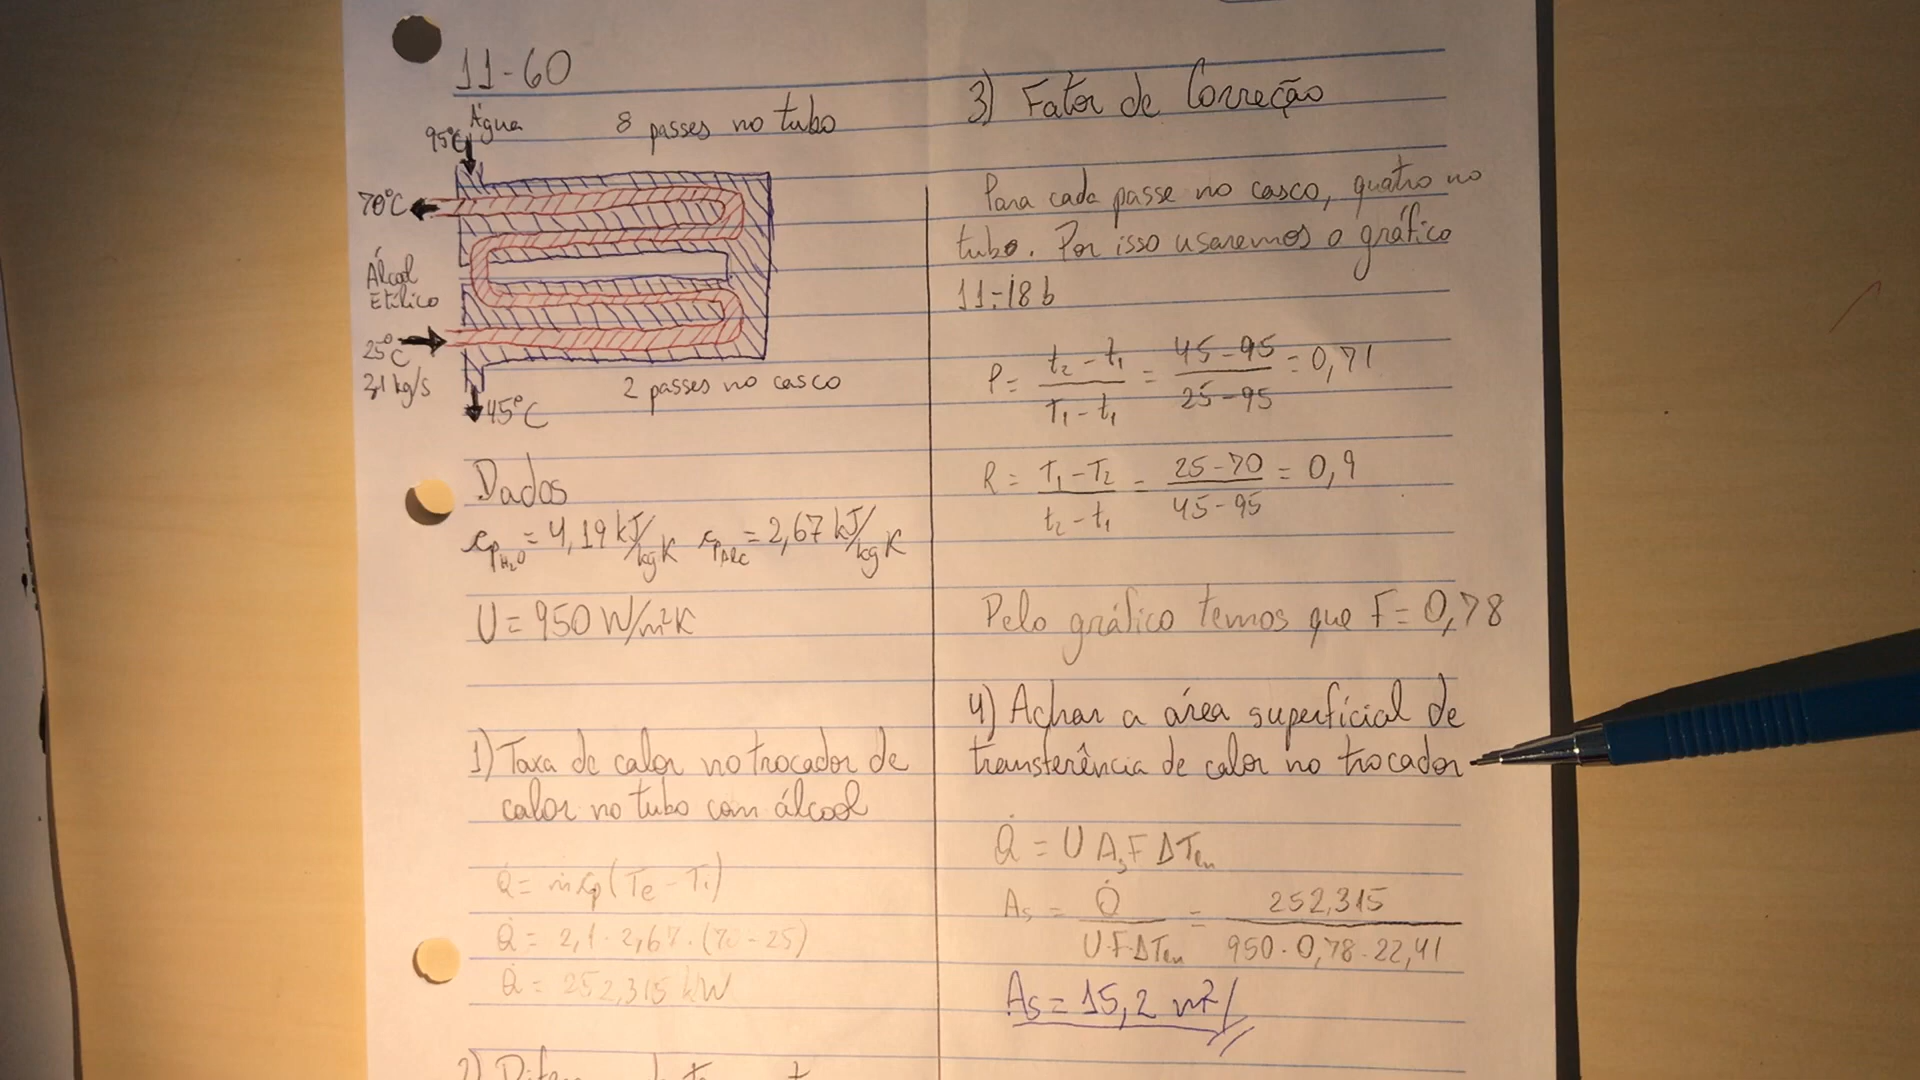 11-60
Água
95°C
8 passes no tubo
70°C
Álcool
Etílico
25°C
2,1 kg/s
45°C
2 passes no casco
Dados
cpH₂O = 4,19 kJ/kgK cpALC = 2,67 kJ/kgK
U = 950 W/m²K
1) Taxa de calor no trocador de
calor no tubo com álcool
Q̇ = ṁcp(Te - Ti)
Q̇ = 2,1 · 2,67 · (70 - 25)
Q̇ = 252,315 kW
3) Fator de Correção
Para cada passe no casco, quatro no
tubo. Por isso usaremos o gráfico
11-18 b
P = t₂ - t₁ / T₁ - t₁ = 45-95 / 25-95 = 0,71
R = T₁ - T₂ / t₂ - t₁ = 25-70 / 45-95 = 0,9
Pelo gráfico temos que F = 0,78
4) Achar a área superficial de
transferência de calor no trocador
Q̇ = U As F ΔTln
As = Q̇ / U·F·ΔTln = 252,315 / 950 · 0,78 · 22,41
As = 15,2 m²//